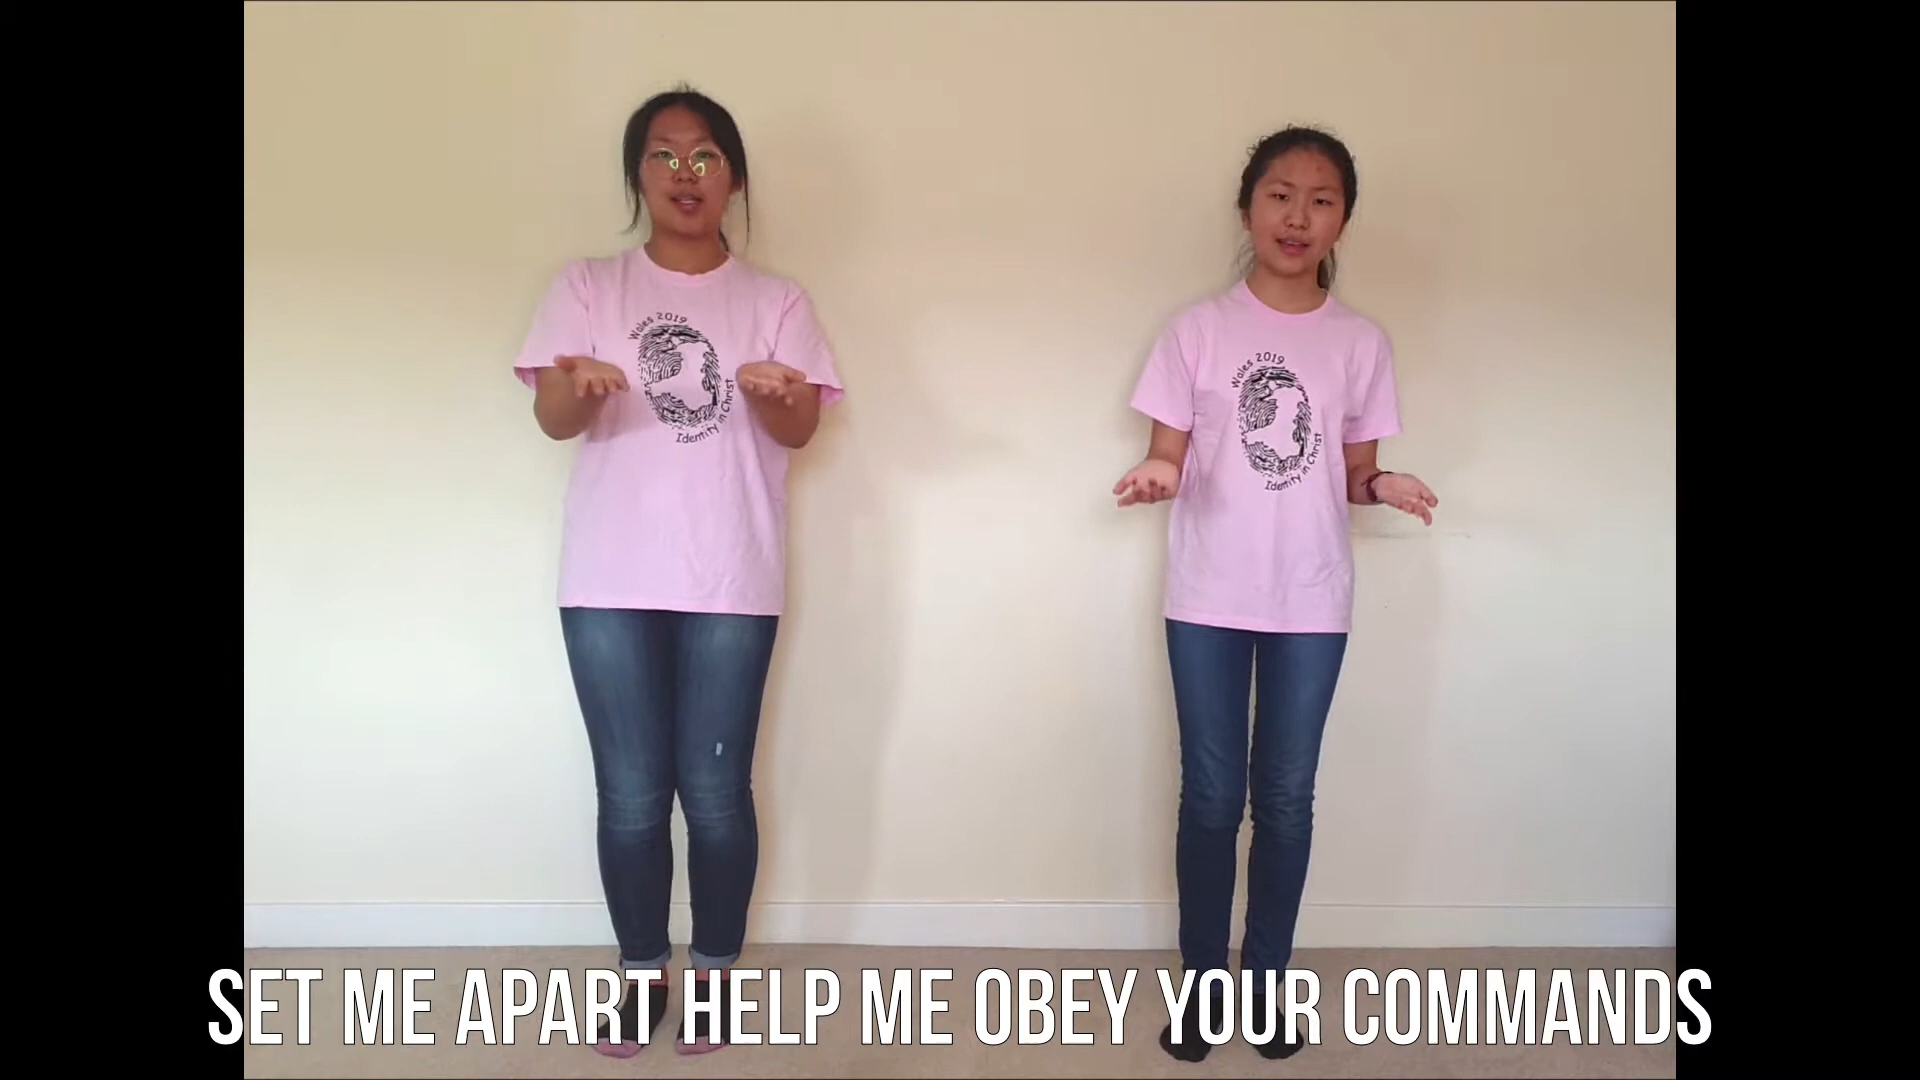 Wales 2019
Identity in Christ
Wales 2019
Identity in Christ
SET ME APART HELP ME OBEY YOUR COMMANDS